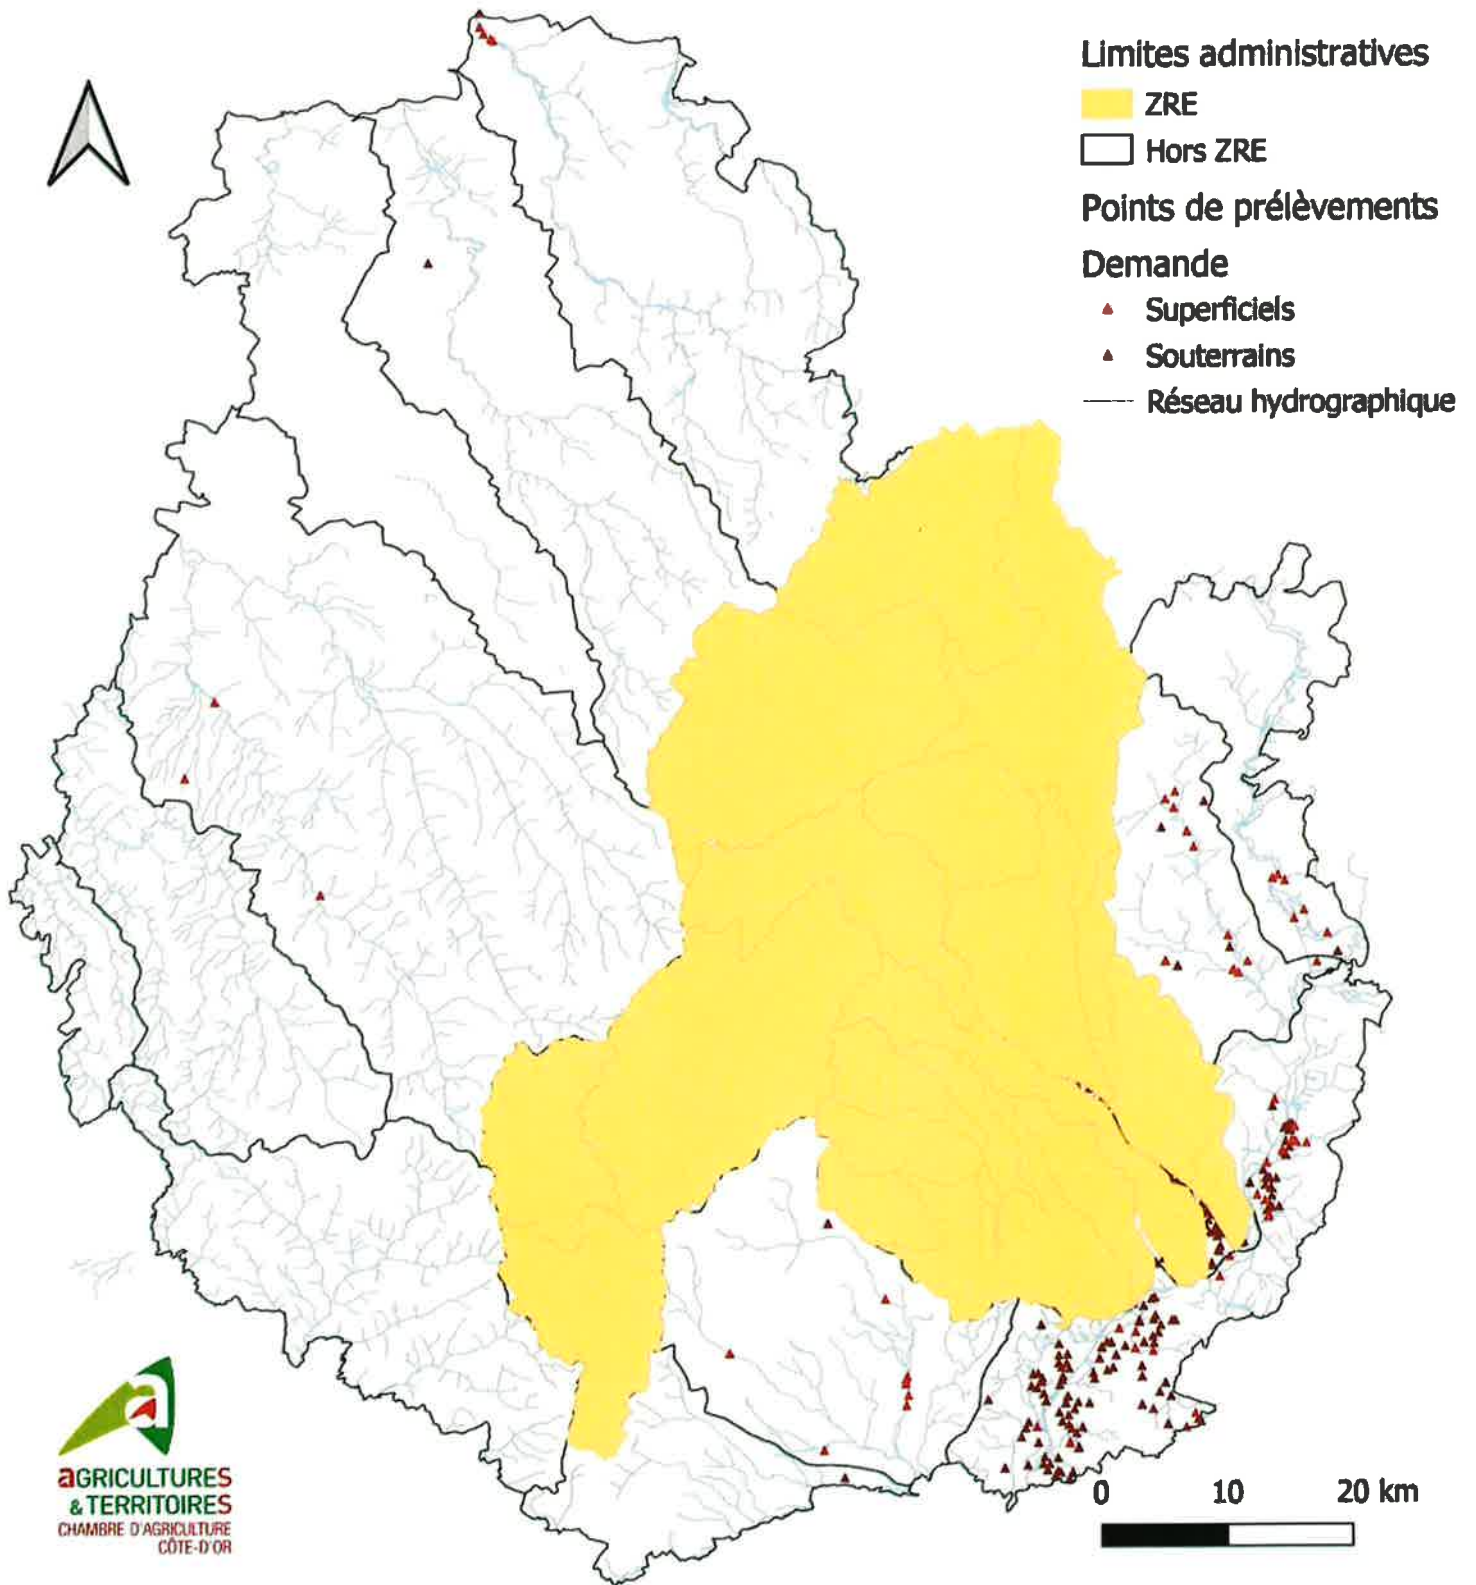 Limites administratives
ZRE
Hors ZRE
Points de prélèvements
Demande
Superficiels
Souterrains
Réseau hydrographique
aGRICULTURES
& TERRITOIRES
CHAMBRE D'AGRICULTURE
CÔTE-D'OR
0 10 20 km